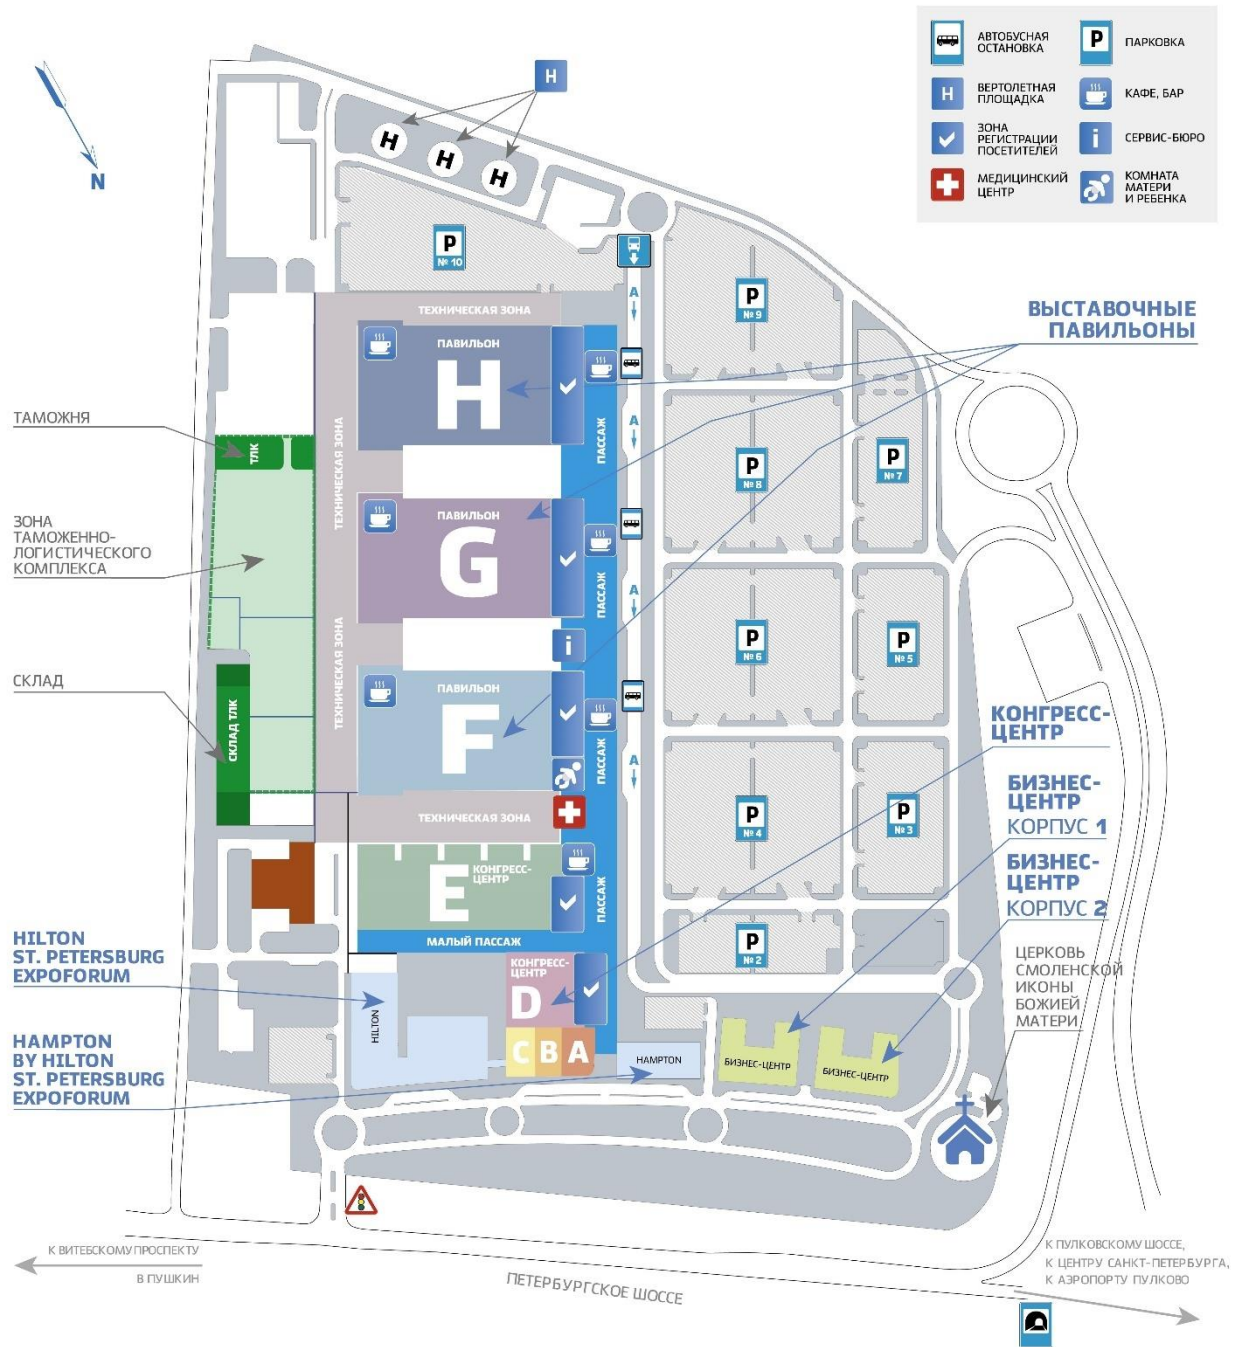 АВТОБУСНАЯ
ОСТАНОВКА
P
ПАРКОВКА
H
ВЕРТОЛЕТНАЯ
ПЛОЩАДКА
КАФЕ, БАР
ЗОНА
РЕГИСТРАЦИИ
ПОСЕТИТЕЛЕЙ
i
СЕРВИС-БЮРО
МЕДИЦИНСКИЙ
ЦЕНТР
КОМНАТА
МАТЕРИ
И РЕБЕНКА
N
H
H
H
H
P
№ 10
A
P
№ 9
ТЕХНИЧЕСКАЯ ЗОНА
ВЫСТАВОЧНЫЕ
ПАВИЛЬОНЫ
ПАВИЛЬОН
H
ПАССАЖ
A
ТАМОЖНЯ
ТЛК
ТЕХНИЧЕСКАЯ ЗОНА
P
№ 8
P
№ 7
ЗОНА
ТАМОЖЕННО-
ЛОГИСТИЧЕСКОГО
КОМПЛЕКСА
ПАВИЛЬОН
G
ПАССАЖ
A
P
№ 6
P
№ 5
i
ТЕХНИЧЕСКАЯ ЗОНА
СКЛАД
СКЛАД ТЛК
ПАВИЛЬОН
F
ПАССАЖ
A
КОНГРЕСС-
ЦЕНТР
БИЗНЕС-
ЦЕНТР
КОРПУС 1
P
№ 4
P
№ 3
ТЕХНИЧЕСКАЯ ЗОНА
БИЗНЕС-
ЦЕНТР
КОРПУС 2
E
КОНГРЕСС-
ЦЕНТР
ПАССАЖ
МАЛЫЙ ПАССАЖ
P
№ 2
HILTON
ST. PETERSBURG
EXPOFORUM
ЦЕРКОВЬ
СМОЛЕНСКОЙ
ИКОНЫ
БОЖИЕЙ
МАТЕРИ
КОНГРЕСС-
ЦЕНТР
D
HILTON
C B A
HAMPTON
БИЗНЕС-ЦЕНТР
БИЗНЕС-ЦЕНТР
HAMPTON
BY HILTON
ST. PETERSBURG
EXPOFORUM
К ВИТЕБСКОМУ ПРОСПЕКТУ
В ПУШКИН
ПЕТЕРБУРГСКОЕ ШОССЕ
К ПУЛКОВСКОМУ ШОССЕ,
К ЦЕНТРУ САНКТ-ПЕТЕРБУРГА,
К АЭРОПОРТУ ПУЛКОВО